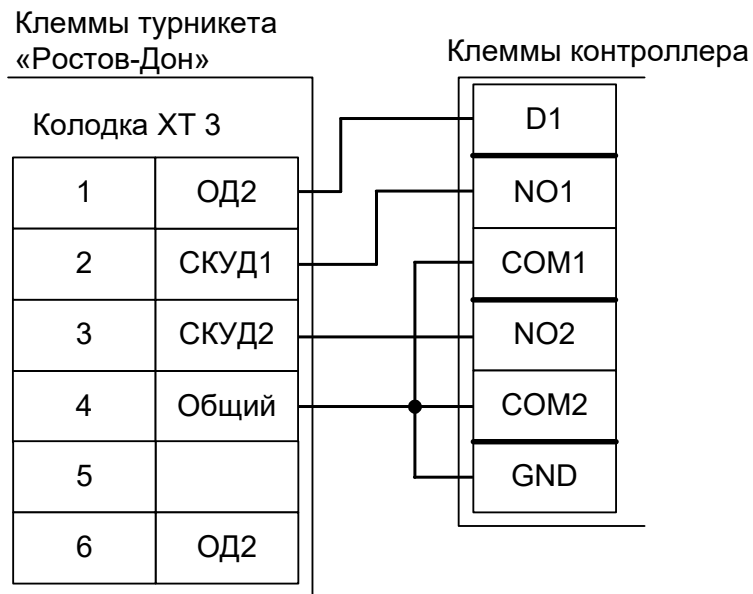 Клеммы турникета
«Ростов-Дон»
Клеммы контроллера
Колодка XT 3
1 ОД2
2 СКУД1
3 СКУД2
4 Общий
5
6 ОД2
D1
NO1
COM1
NO2
COM2
GND